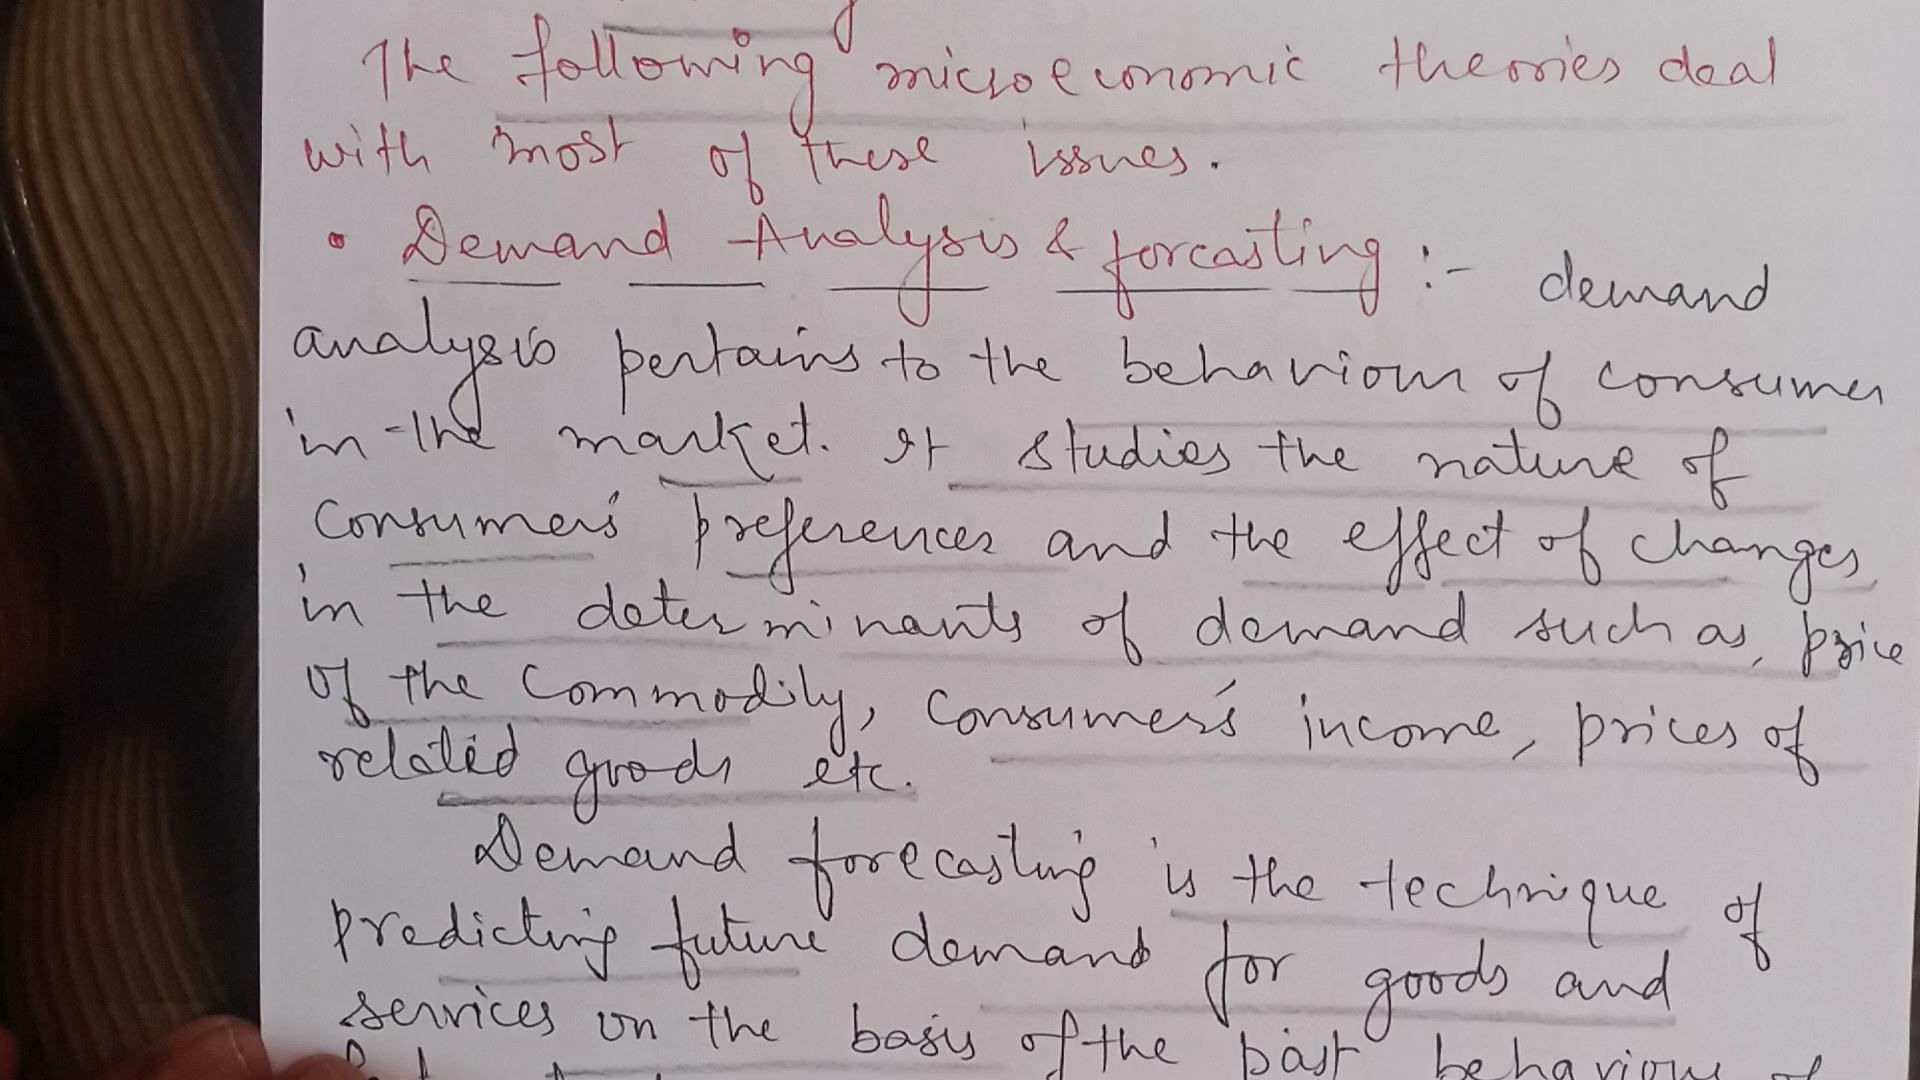 The following microeconomic theories deal
with most of these issues.
• Demand Analysis & forcasting :- demand
analysis pertains to the behaviour of consumer
in the market. It studies the nature of
Consumers' preferences and the effect of changes
in the determinants of demand such as, price
of the Commodity, Consumer's income, prices of
related goods etc.
Demand forecasting is the technique of
predicting future demand for goods and
services on the basis of the past behaviour of